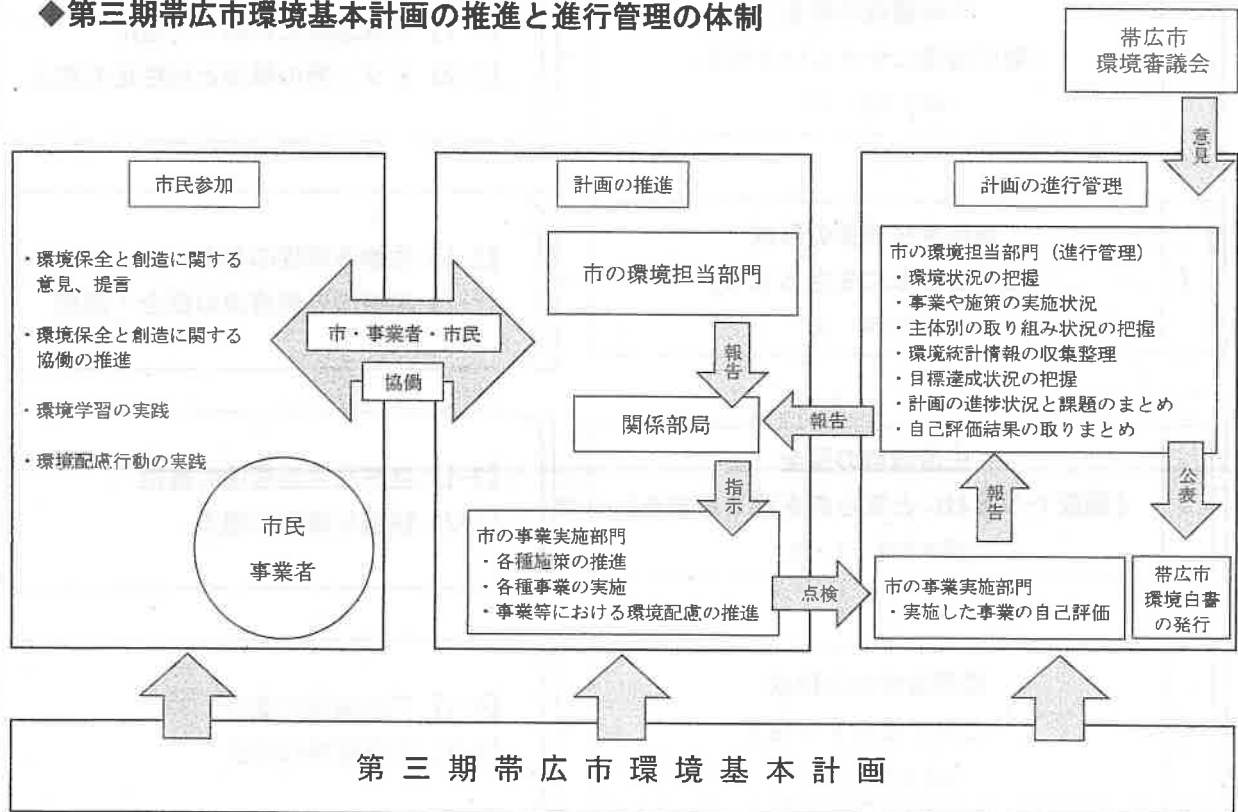 ◆第三期帯広市環境基本計画の推進と進行管理の体制
帯広市
環境審議会
意見
市民参加
・環境保全と創造に関する
意見、提言
・環境保全と創造に関する
協働の推進
・環境学習の実践
・環境配慮行動の実践
市民
事業者
市・事業者・市民
協働
計画の推進
市の環境担当部門
報告
関係部局
指示
市の事業実施部門
・各種施策の推進
・各種事業の実施
・事業等における環境配慮の推進
点検
報告
計画の進行管理
市の環境担当部門（進行管理）
・環境状況の把握
・事業や施策の実施状況
・主体別の取り組み状況の把握
・環境統計情報の収集整理
・目標達成状況の把握
・計画の進捗状況と課題のまとめ
・自己評価結果の取りまとめ
報告
公表
市の事業実施部門
・実施した事業の自己評価
帯広市
環境白書
の発行
第三期帯広市環境基本計画